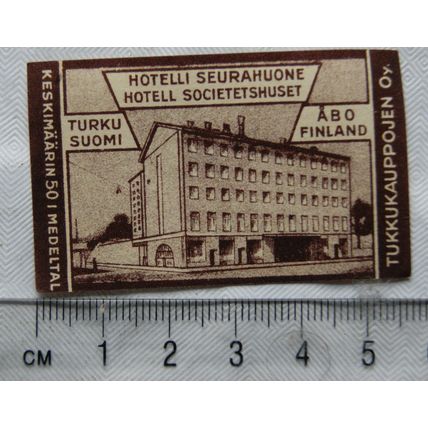 HOTELLI SEURAHUONE
HOTELL SOCIETETSHUSET
TURKU
SUOMI
ÅBO
FINLAND
KESKIMÄÄRIN 50 I MEDELTAL
TUKKUKAUPPOJEN Oy.
CM 1 2 3 4 5